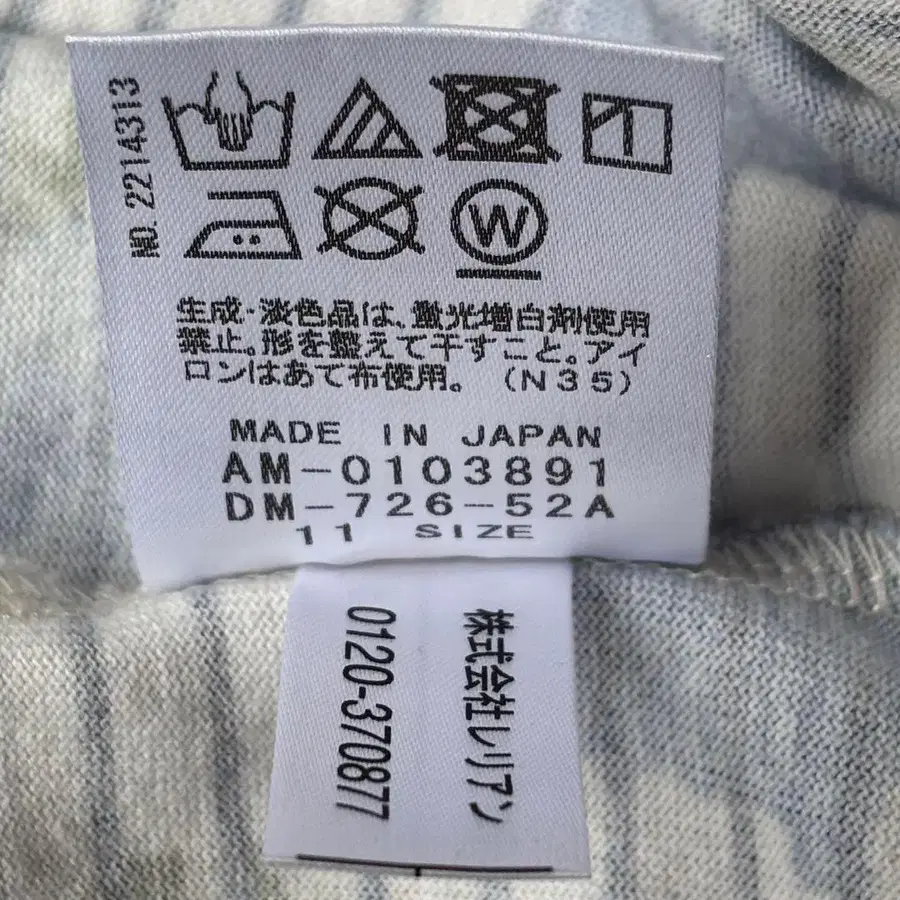 NO. 2214313
W
生成・淡色品は、蛍光増白剤使用
禁止。形を整えて干すこと。アイ
ロンはあて布使用。（N35）
MADE IN JAPAN
AM-0103891
DM-726-52A
11 SIZE
株式会社レリアン
0120-370877